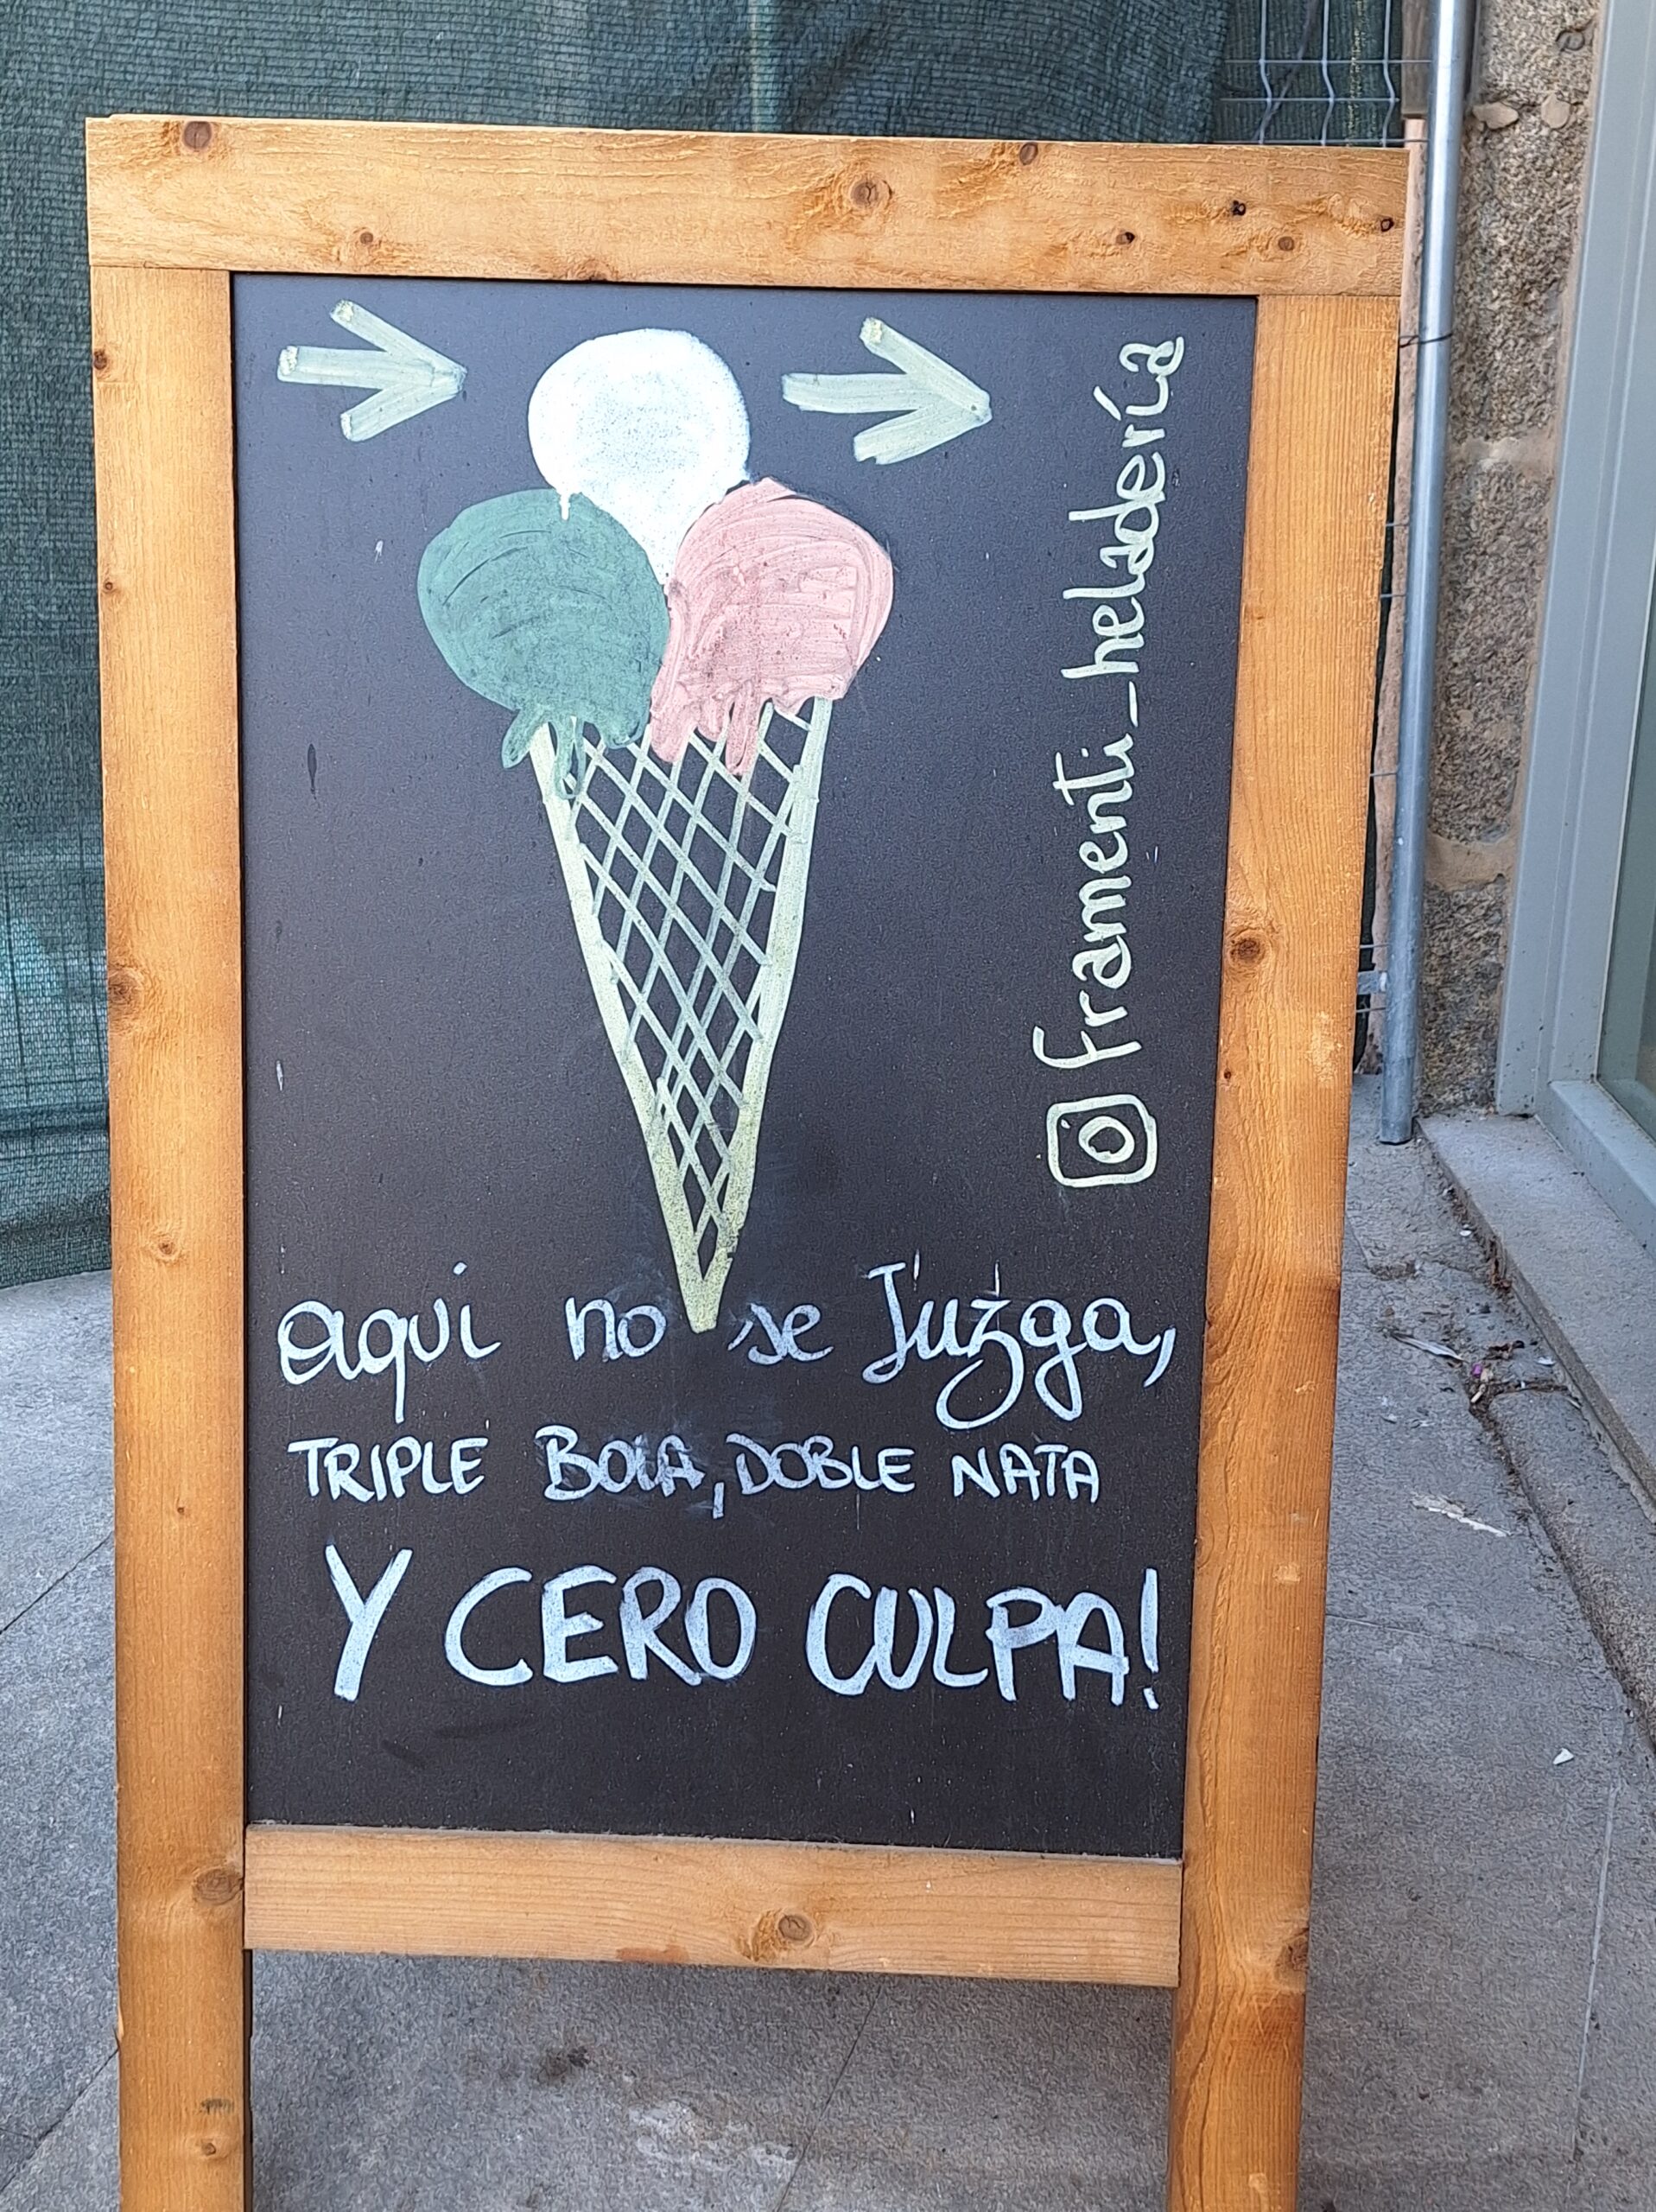 framenti_heladería
aqui no se Juzga,
TRIPLE BOLA, DOBLE NATA
Y CERO CULPA!